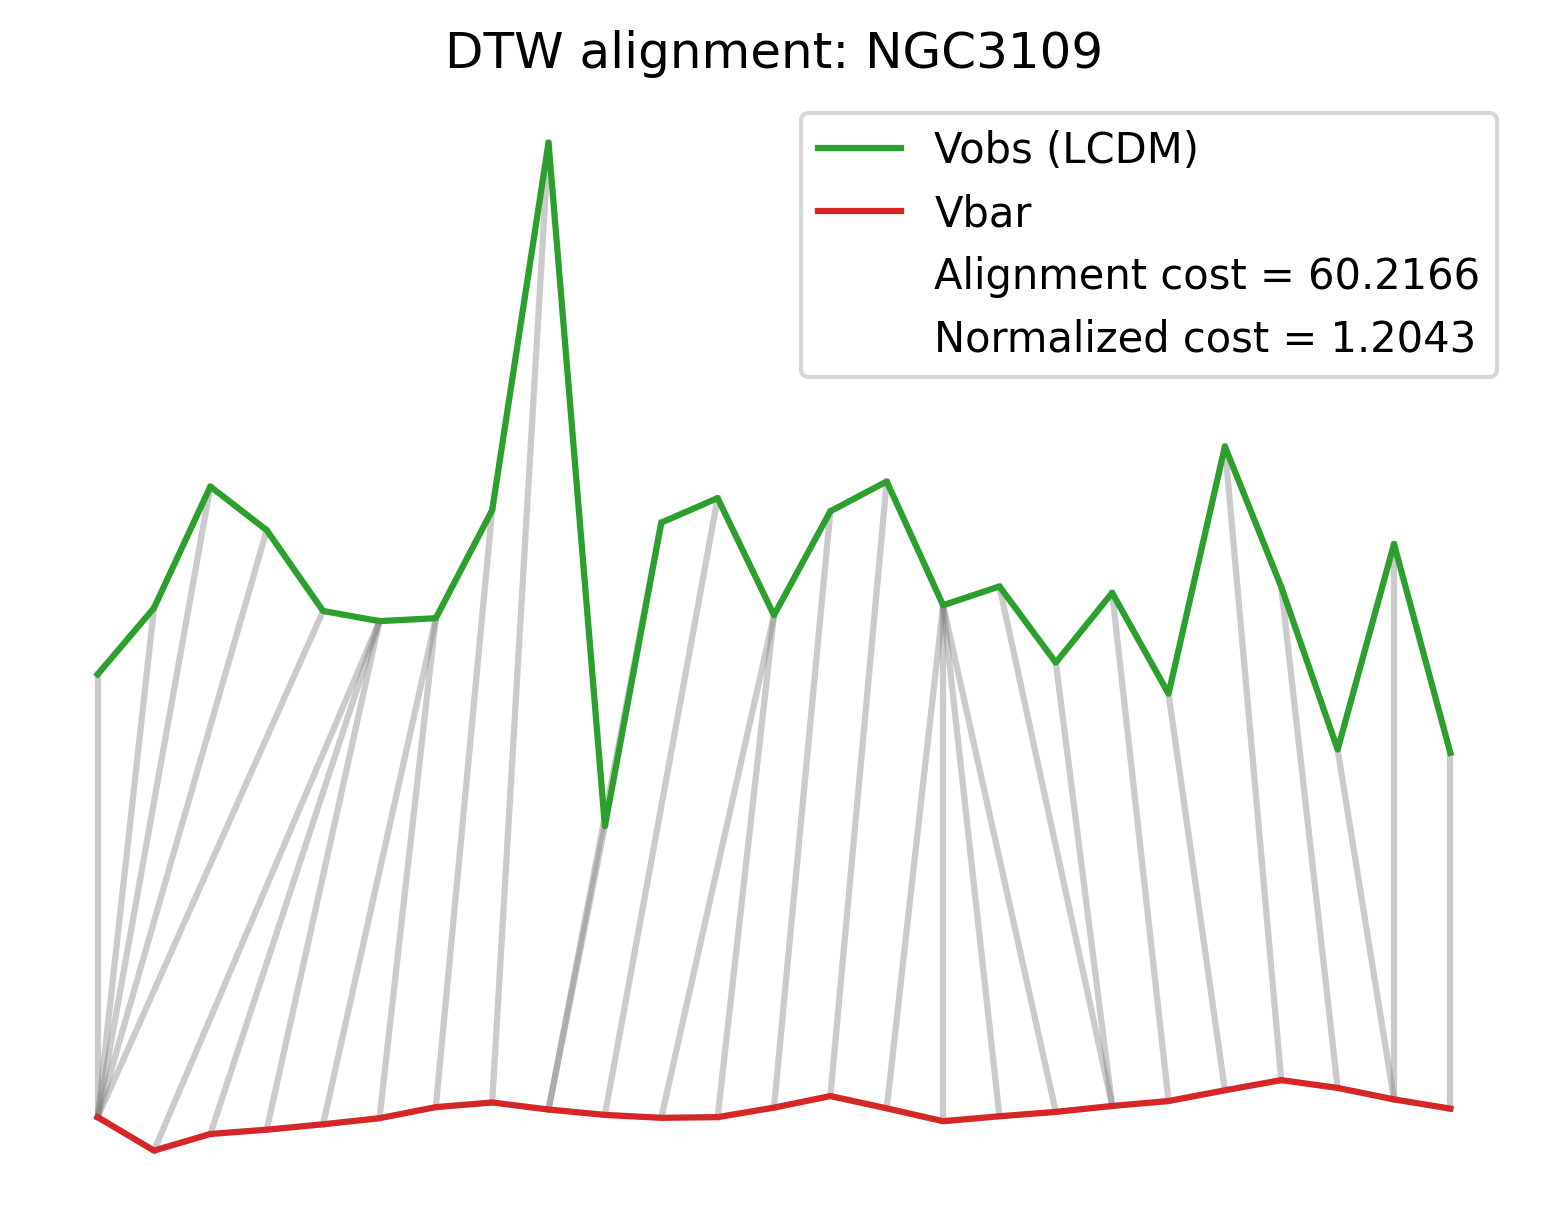 DTW alignment: NGC3109
Vobs (LCDM)
Vbar
Alignment cost = 60.2166
Normalized cost = 1.2043